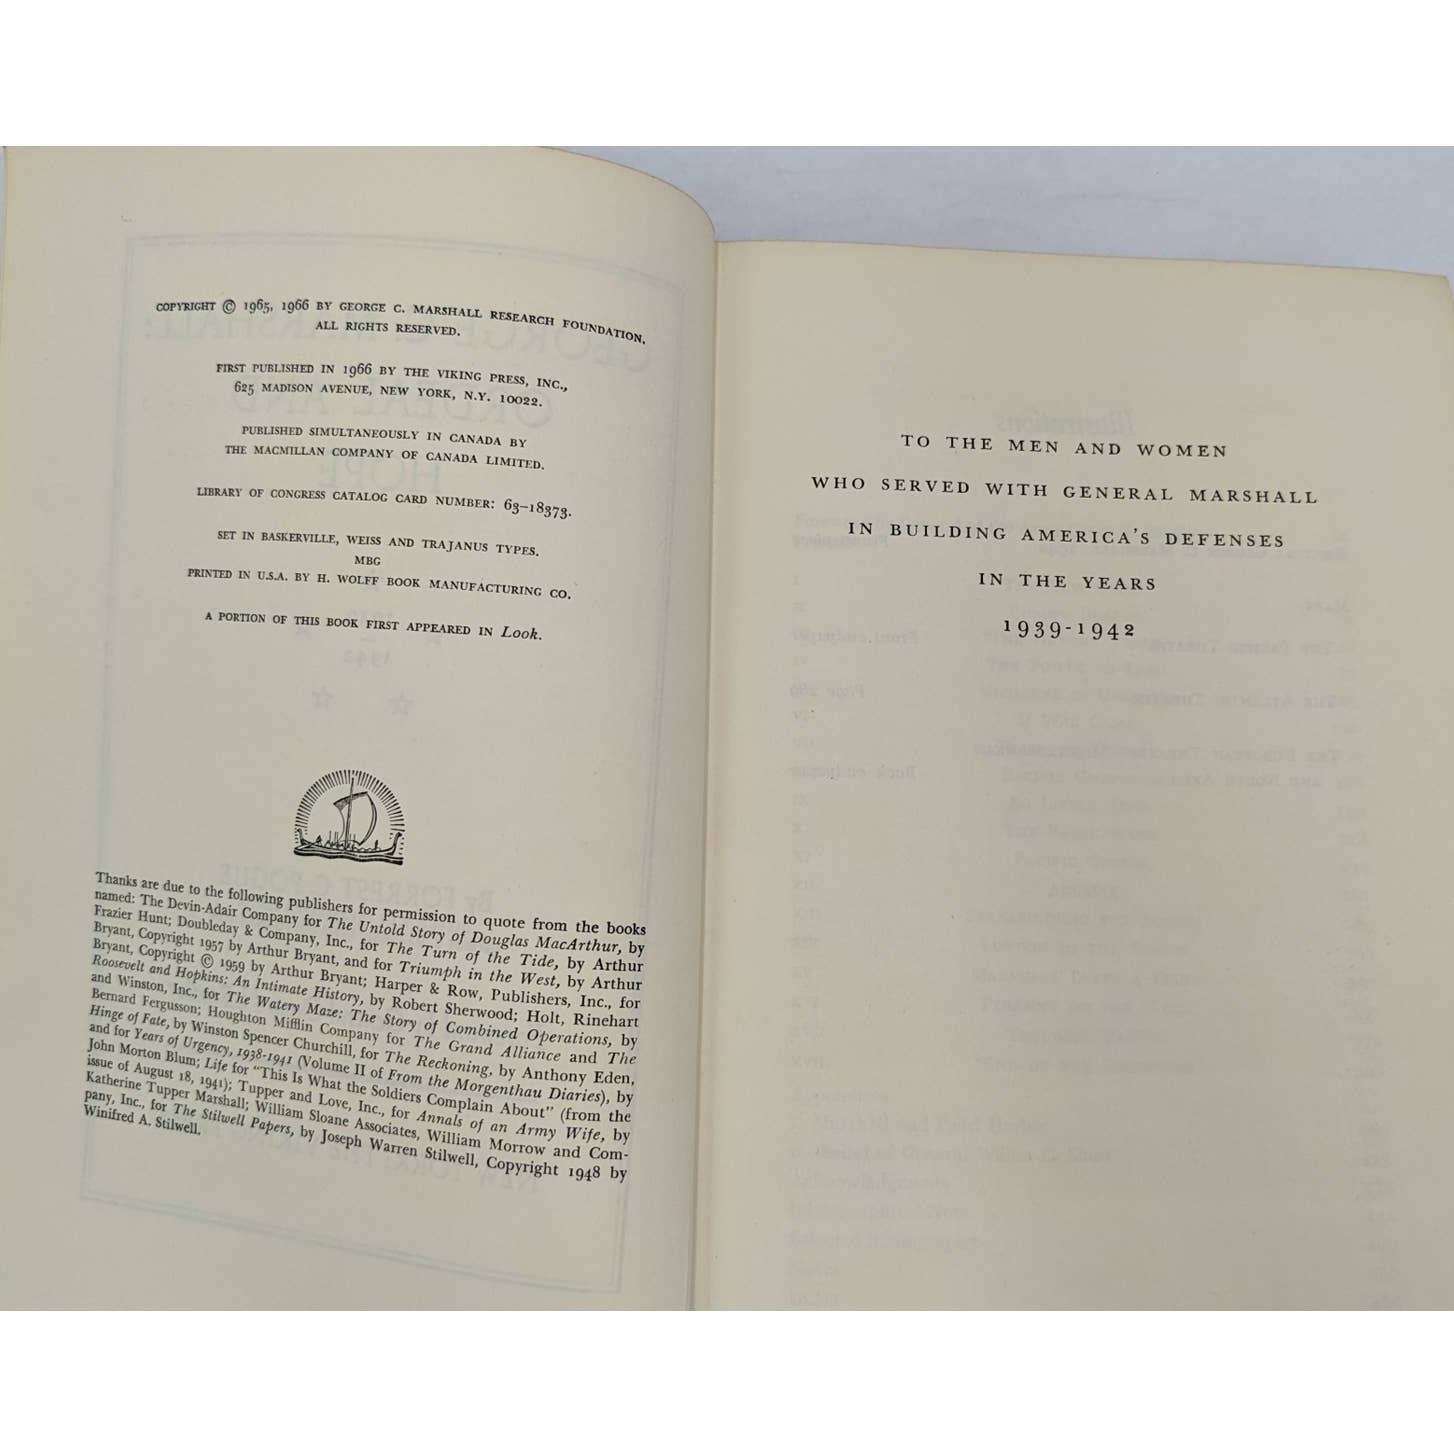 COPYRIGHT © 1965, 1966 BY GEORGE C. MARSHALL RESEARCH FOUNDATION.
ALL RIGHTS RESERVED.
FIRST PUBLISHED IN 1966 BY THE VIKING PRESS, INC.,
625 MADISON AVENUE, NEW YORK, N.Y. 10022.
PUBLISHED SIMULTANEOUSLY IN CANADA BY
THE MACMILLAN COMPANY OF CANADA LIMITED.
LIBRARY OF CONGRESS CATALOG CARD NUMBER: 63–18373.
SET IN BASKERVILLE, WEISS AND TRAJANUS TYPES.
MBG
PRINTED IN U.S.A. BY H. WOLFF BOOK MANUFACTURING CO.
A PORTION OF THIS BOOK FIRST APPEARED IN Look.
Thanks are due to the following publishers for permission to quote from the books
named: The Devin-Adair Company for The Untold Story of Douglas MacArthur, by
Frazier Hunt; Doubleday & Company, Inc., for The Turn of the Tide, by Arthur
Bryant, Copyright 1957 by Arthur Bryant, and for Triumph in the West, by Arthur
Bryant, Copyright © 1959 by Arthur Bryant; Harper & Row, Publishers, Inc., for
Roosevelt and Hopkins: An Intimate History, by Robert Sherwood; Holt, Rinehart
and Winston, Inc., for The Watery Maze: The Story of Combined Operations, by
Bernard Fergusson; Houghton Mifflin Company for The Grand Alliance and The
Hinge of Fate, by Winston Spencer Churchill, for The Reckoning, by Anthony Eden,
and for Years of Urgency, 1938-1941 (Volume II of From the Morgenthau Diaries), by
John Morton Blum; Life for "This Is What the Soldiers Complain About" (from the
issue of August 18, 1941); Tupper and Love, Inc., for Annals of an Army Wife, by
Katherine Tupper Marshall; William Sloane Associates, William Morrow and Com-
pany, Inc., for The Stilwell Papers, by Joseph Warren Stilwell, Copyright 1948 by
Winifred A. Stilwell.
TO THE MEN AND WOMEN
WHO SERVED WITH GENERAL MARSHALL
IN BUILDING AMERICA'S DEFENSES
IN THE YEARS
1939-1942